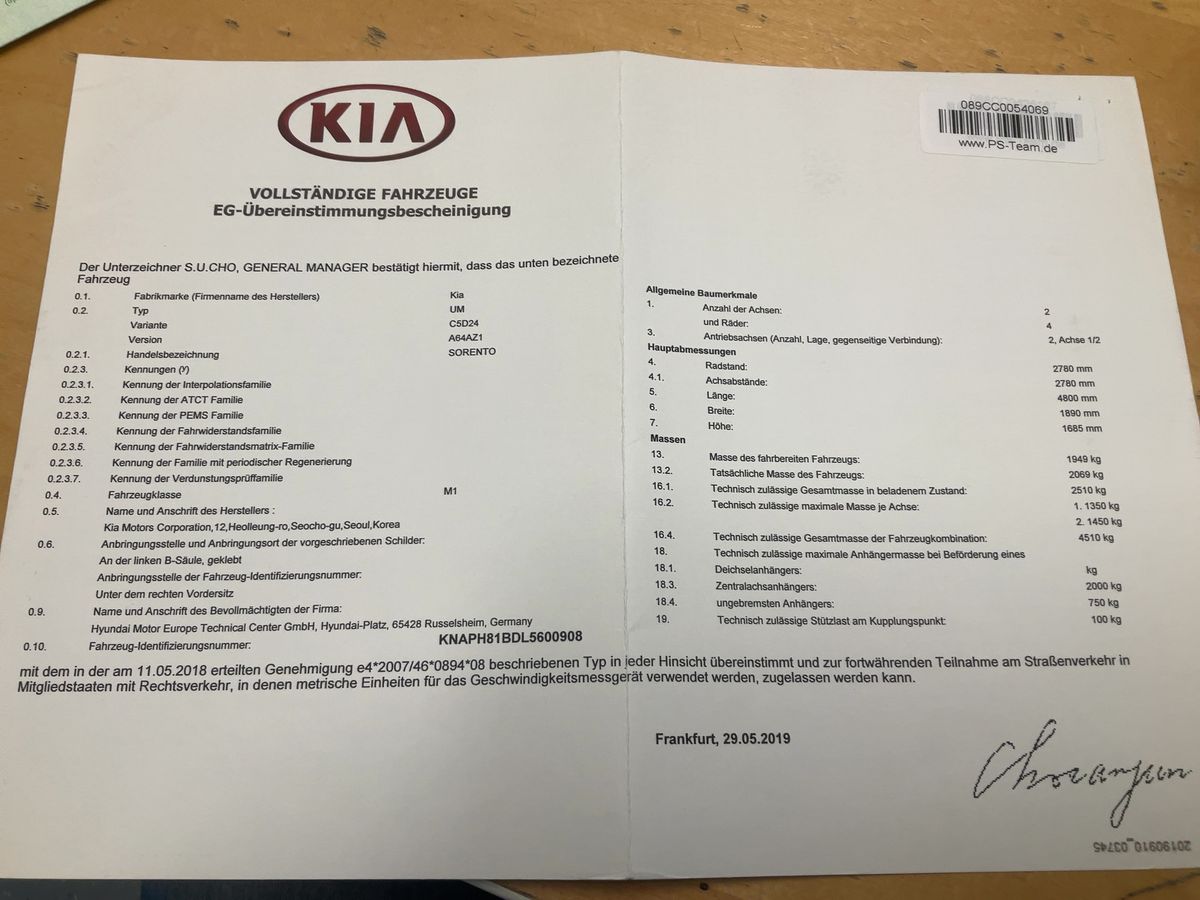 KIA
VOLLSTÄNDIGE FAHRZEUGE
EG-Übereinstimmungsbescheinigung
Der Unterzeichner S.U.CHO, GENERAL MANAGER bestätigt hiermit, dass das unten bezeichnete
Fahrzeug
0.1. Fabrikmarke (Firmenname des Herstellers) Kia
0.2. Typ UM
Variante C5D24
Version A64AZ1
0.2.1. Handelsbezeichnung SORENTO
0.2.3. Kennungen (ʸ)
0.2.3.1. Kennung der Interpolationsfamilie
0.2.3.2. Kennung der ATCT Familie
0.2.3.3. Kennung der PEMS Familie
0.2.3.4. Kennung der Fahrwiderstandsfamilie
0.2.3.5. Kennung der Fahrwiderstandsmatrix-Familie
0.2.3.6. Kennung der Familie mit periodischer Regenerierung
0.2.3.7. Kennung der Verdunstungsprüffamilie
0.4. Fahrzeugklasse M1
0.5. Name und Anschrift des Herstellers :
Kia Motors Corporation,12,Heolleung-ro,Seocho-gu,Seoul,Korea
0.6. Anbringungsstelle und Anbringungsort der vorgeschriebenen Schilder:
An der linken B-Säule, geklebt
Anbringungsstelle der Fahrzeug-Identifizierungsnummer:
Unter dem rechten Vordersitz
0.9. Name und Anschrift des Bevollmächtigten der Firma:
Hyundai Motor Europe Technical Center GmbH, Hyundai-Platz, 65428 Russelsheim, Germany
0.10. Fahrzeug-Identifizierungsnummer: KNAPH81BDL5600908
089CC0054069
www.PS-Team.de
Allgemeine Baumerkmale
1. Anzahl der Achsen: 2
und Räder: 4
3. Antriebsachsen (Anzahl, Lage, gegenseitige Verbindung): 2, Achse 1/2
Hauptabmessungen
4. Radstand: 2780 mm
4.1. Achsabstände: 2780 mm
5. Länge: 4800 mm
6. Breite: 1890 mm
7. Höhe: 1685 mm
Massen
13. Masse des fahrbereiten Fahrzeugs: 1949 kg
13.2. Tatsächliche Masse des Fahrzeugs: 2069 kg
16.1. Technisch zulässige Gesamtmasse in beladenem Zustand: 2510 kg
16.2. Technisch zulässige maximale Masse je Achse: 1. 1350 kg
2. 1450 kg
16.4. Technisch zulässige Gesamtmasse der Fahrzeugkombination: 4510 kg
18. Technisch zulässige maximale Anhängermasse bei Beförderung eines
18.1. Deichselanhängers: kg
18.3. Zentralachsanhängers: 2000 kg
18.4. ungebremsten Anhängers: 750 kg
19. Technisch zulässige Stützlast am Kupplungspunkt: 100 kg
mit dem in der am 11.05.2018 erteilten Genehmigung e4*2007/46*0894*08 beschriebenen Typ in jeder Hinsicht übereinstimmt und zur fortwährenden Teilnahme am Straßenverkehr in
Mitgliedstaaten mit Rechtsverkehr, in denen metrische Einheiten für das Geschwindigkeitsmessgerät verwendet werden, zugelassen werden kann.
Frankfurt, 29.05.2019
20190910_03745